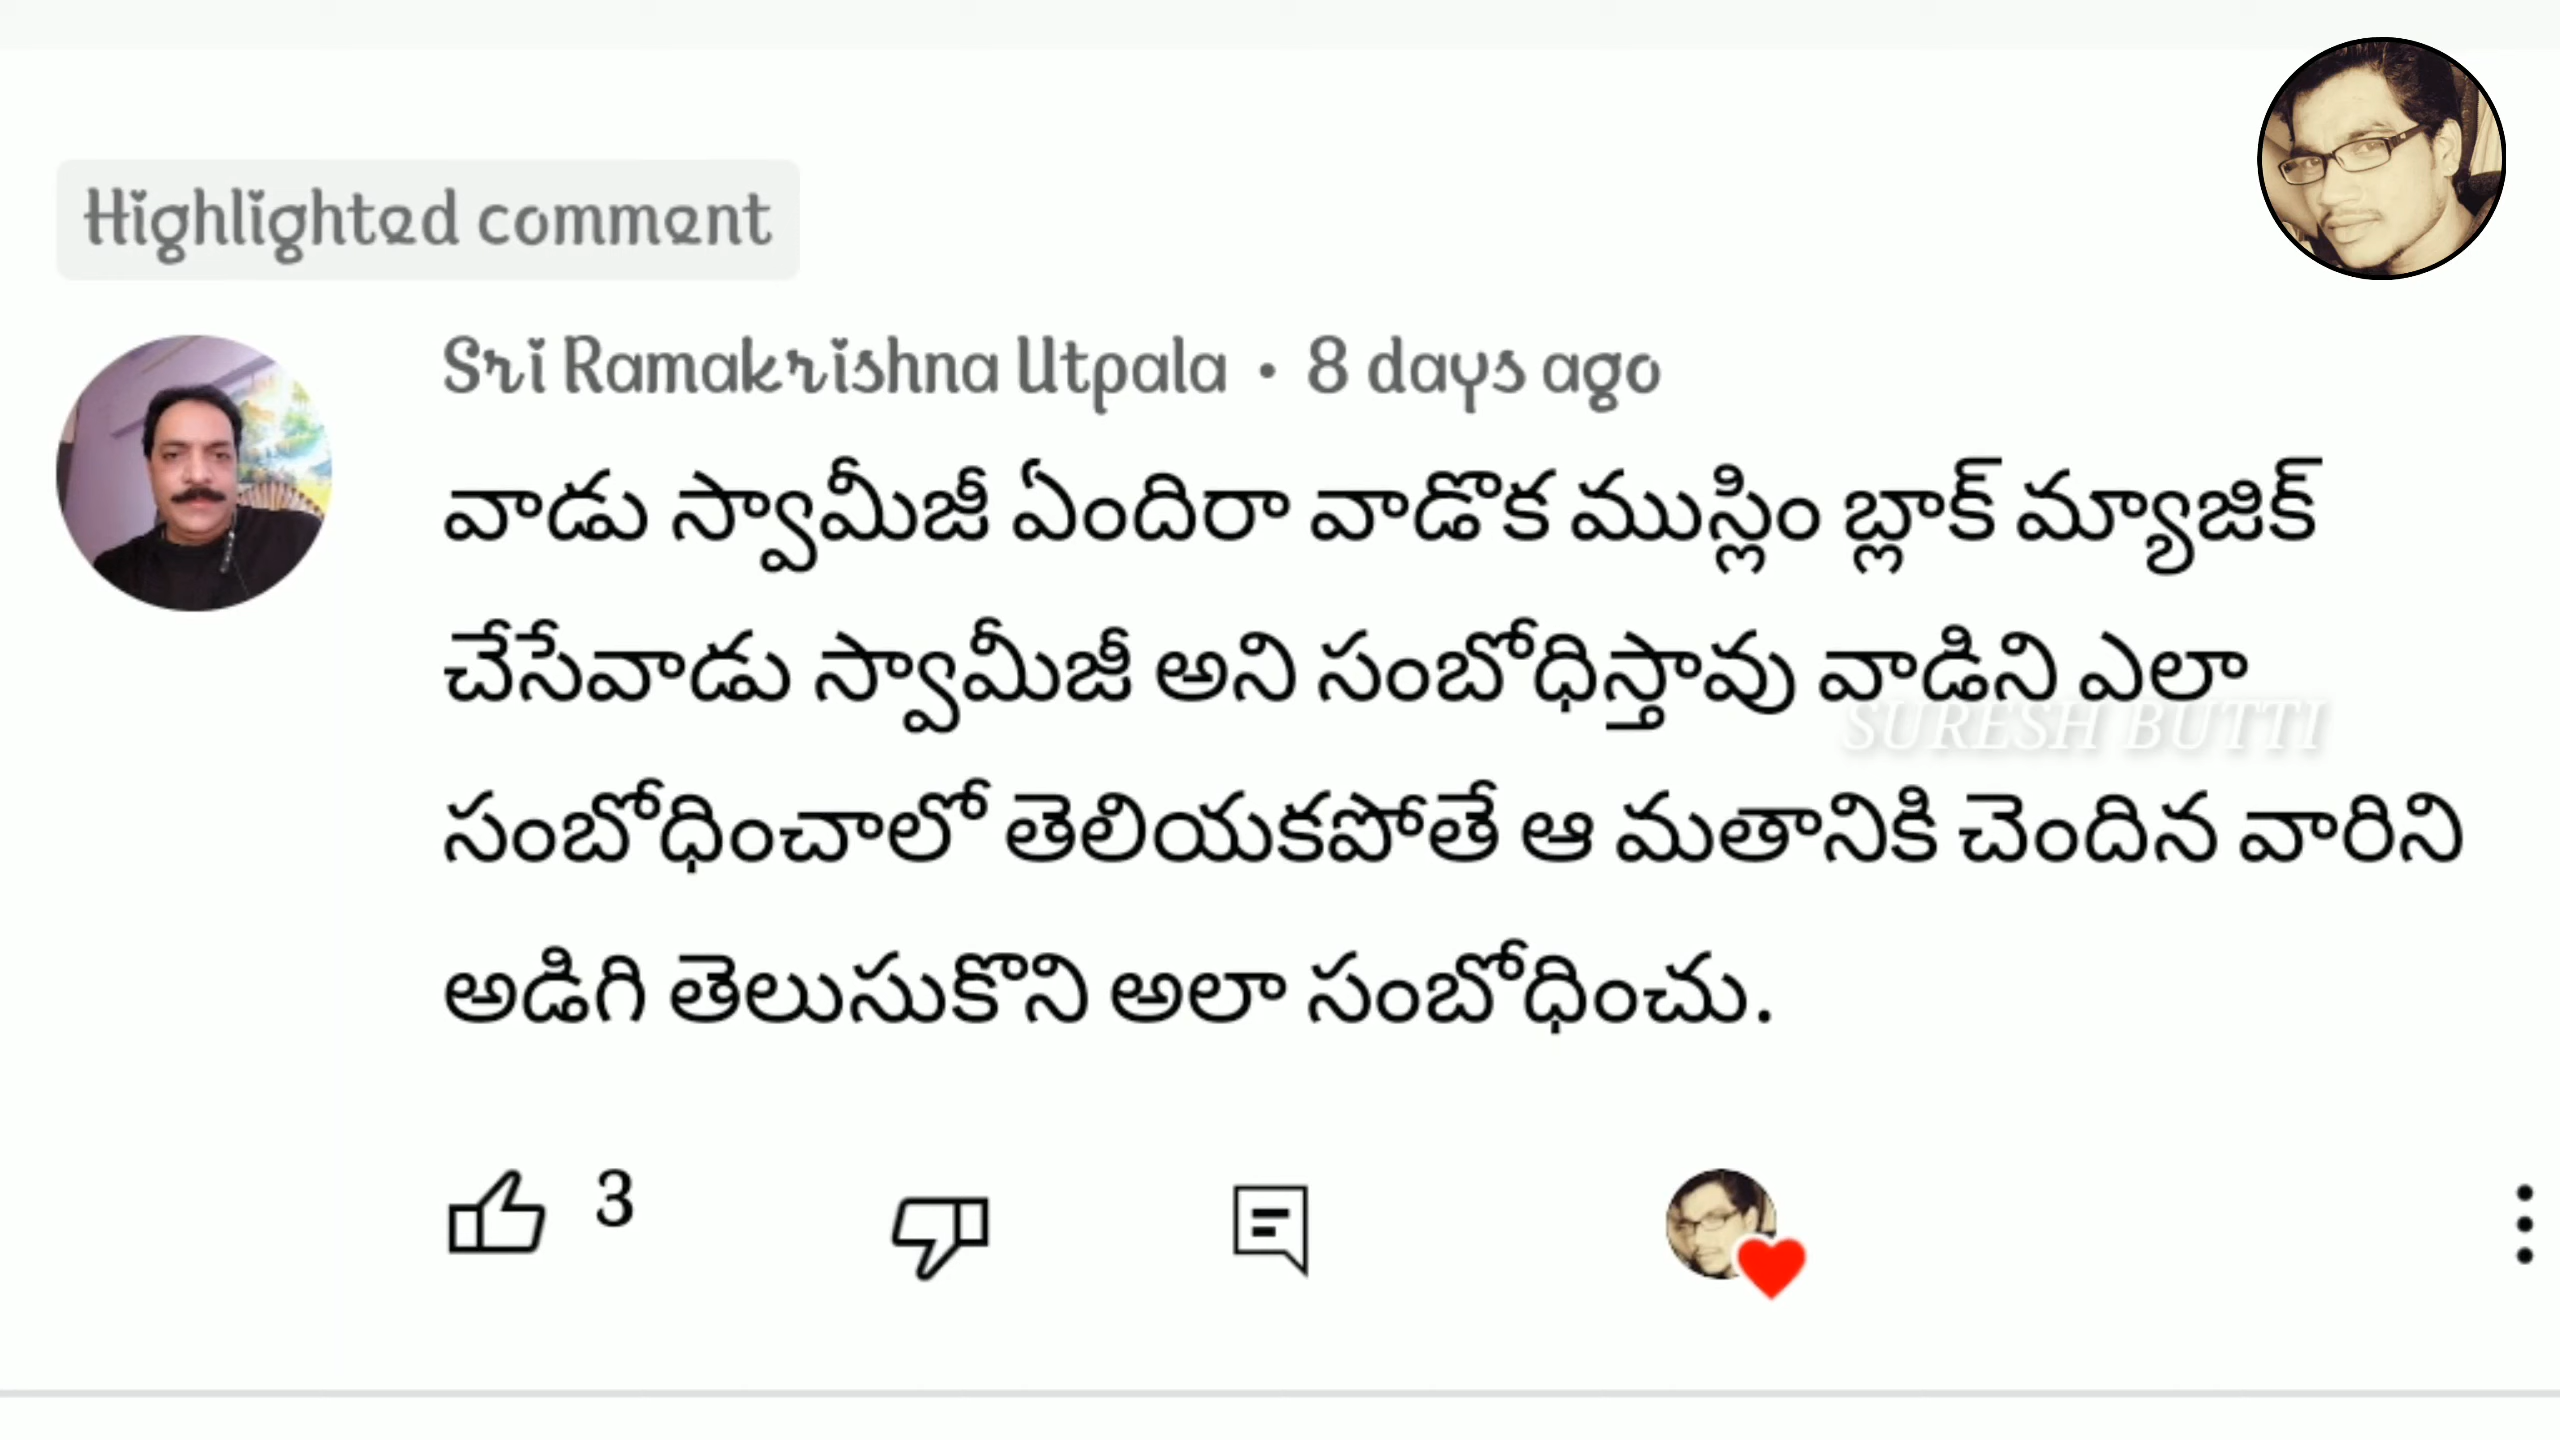 Highlighted comment
Sri Ramakrishna Utpala • 8 days ago
వాడు స్వామీజీ ఏందిరా వాడొక ముస్లిం బ్లాక్ మ్యాజిక్
చేసేవాడు స్వామీజీ అని సంబోధిస్తావు వాడిని ఎలా
SURESH BUTTI
సంబోధించాలో తెలియకపోతే ఆ మతానికి చెందిన వారిని
అడిగి తెలుసుకొని అలా సంబోధించు.
3